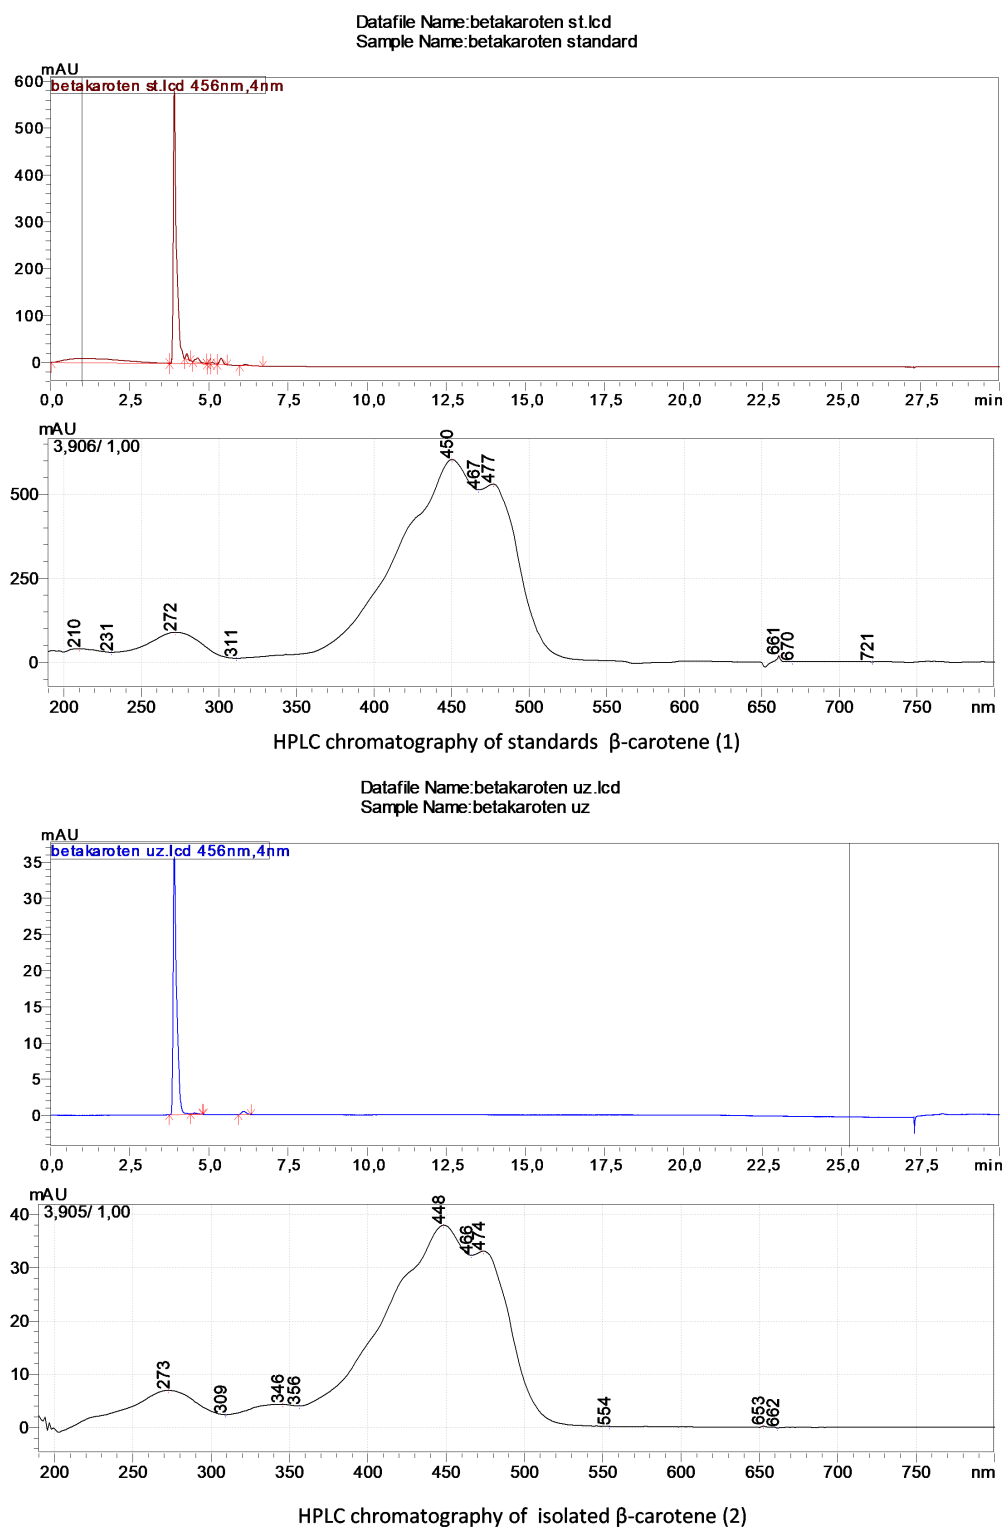 Datafile Name:betakaroten st.lcd
Sample Name:betakaroten standard
mAU
betakaroten st.lcd 456nm,4nm
600
500
400
300
200
100
0
0,0 2,5 5,0 7,5 10,0 12,5 15,0 17,5 20,0 22,5 25,0 27,5 min
mAU
3,906/ 1,00
450
467
477
500
250
272
210
231
311
661
670
721
0
200 250 300 350 400 450 500 550 600 650 700 750 nm
HPLC chromatography of standards β-carotene (1)
Datafile Name:betakaroten uz.lcd
Sample Name:betakaroten uz
mAU
betakaroten uz.lcd 456nm,4nm
35
30
25
20
15
10
5
0
0,0 2,5 5,0 7,5 10,0 12,5 15,0 17,5 20,0 22,5 25,0 27,5 min
mAU
3,905/ 1,00
448
466
474
40
30
20
10
273
309
346
356
554
653
662
0
200 250 300 350 400 450 500 550 600 650 700 750 nm
HPLC chromatography of isolated β-carotene (2)